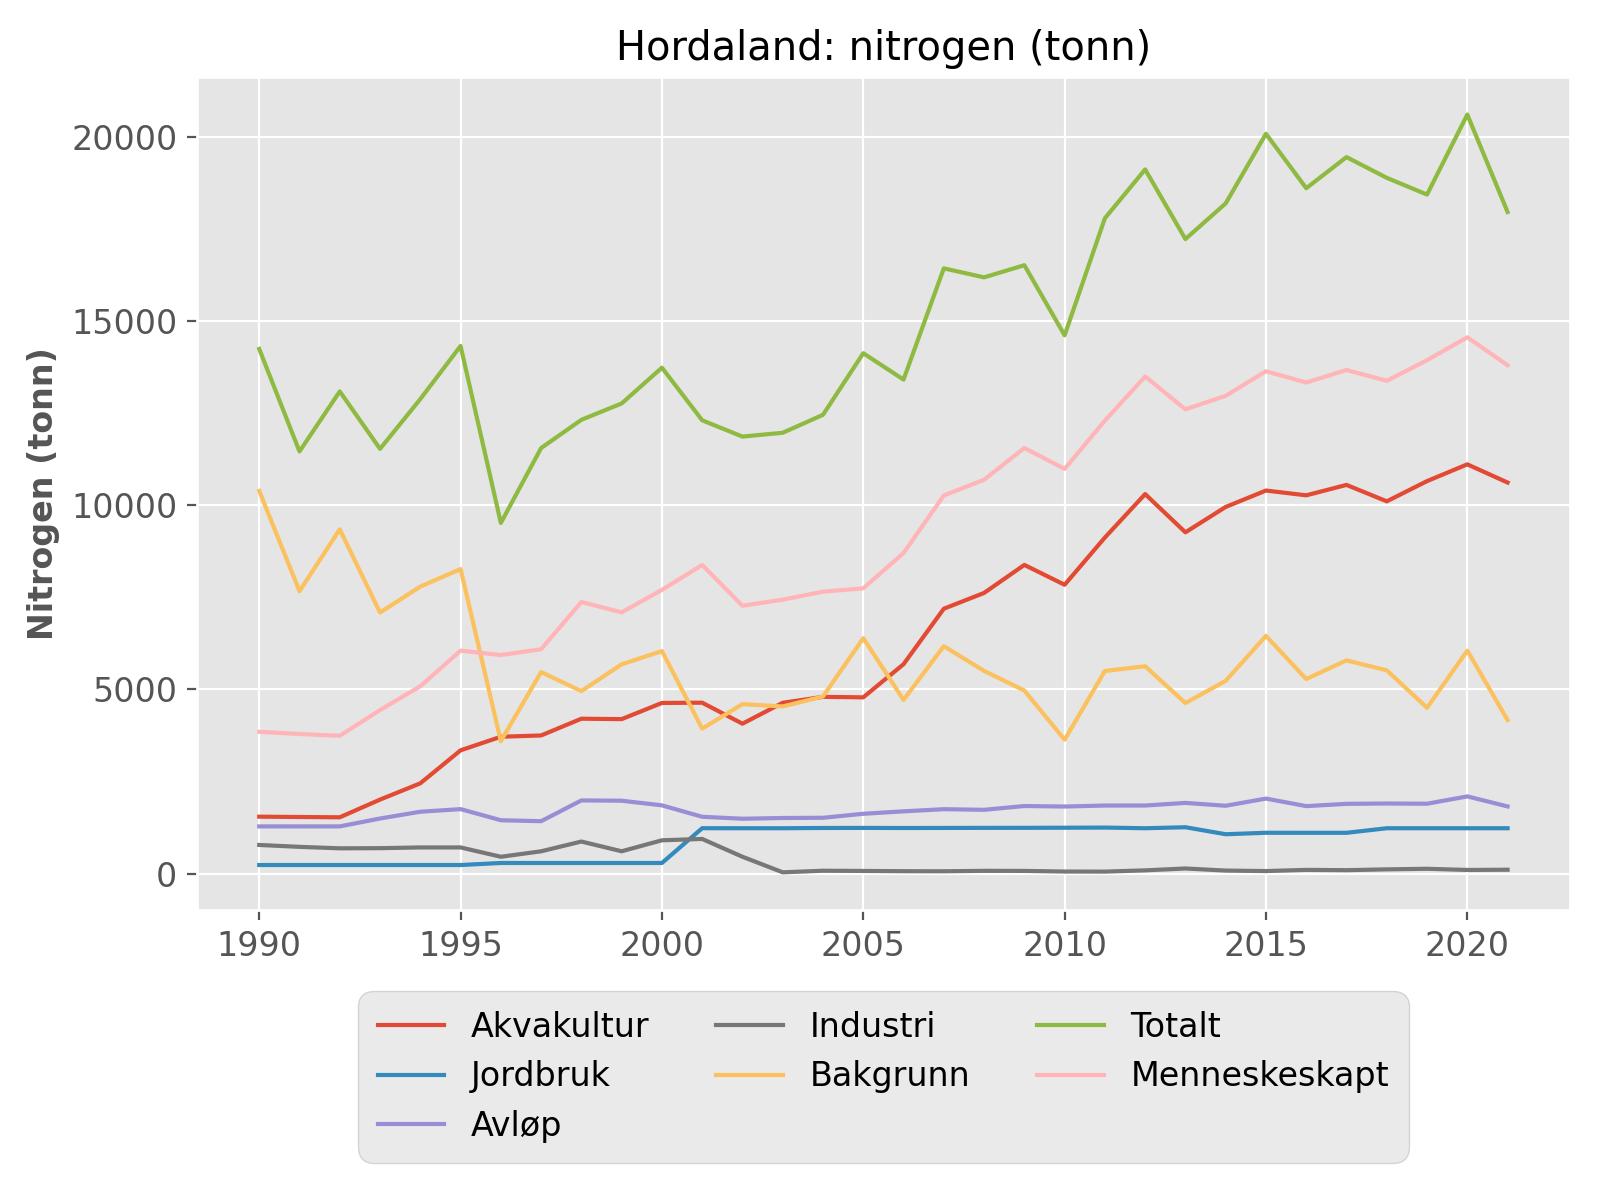 Hordaland: nitrogen (tonn)
Nitrogen (tonn)
20000
15000
10000
5000
0
1990 1995 2000 2005 2010 2015 2020
Akvakultur Industri Totalt
Jordbruk Bakgrunn Menneskeskapt
Avløp